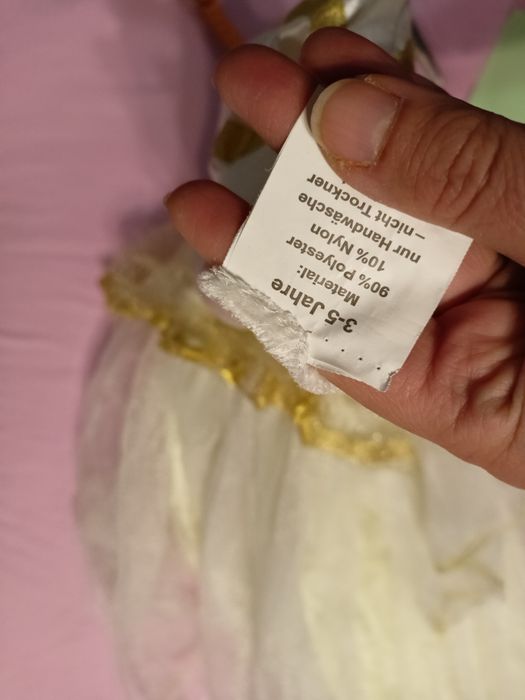 3-5 Jahre
Material:
90% Polyester
10% Nylon
nur Handwäsche
–nicht Trockner